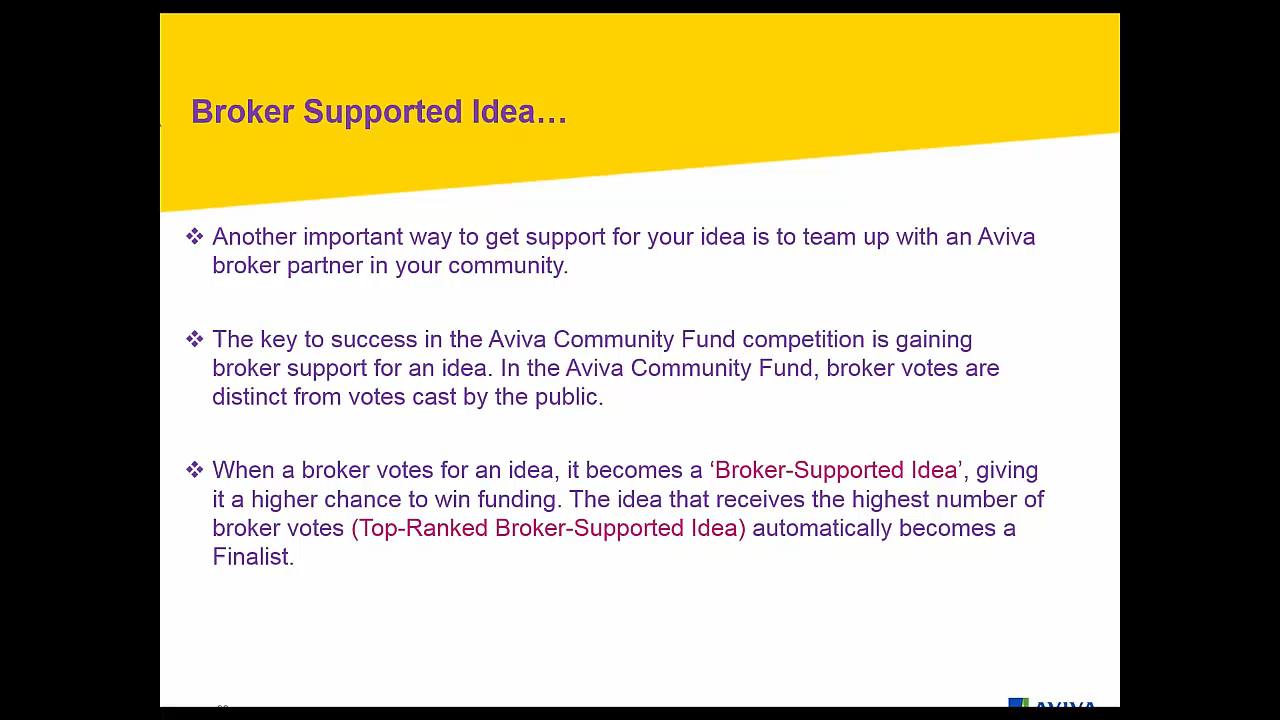 Broker Supported Idea…
❖ Another important way to get support for your idea is to team up with an Aviva
broker partner in your community.
❖ The key to success in the Aviva Community Fund competition is gaining
broker support for an idea. In the Aviva Community Fund, broker votes are
distinct from votes cast by the public.
❖ When a broker votes for an idea, it becomes a ‘Broker-Supported Idea’, giving
it a higher chance to win funding. The idea that receives the highest number of
broker votes (Top-Ranked Broker-Supported Idea) automatically becomes a
Finalist.
AVIVA